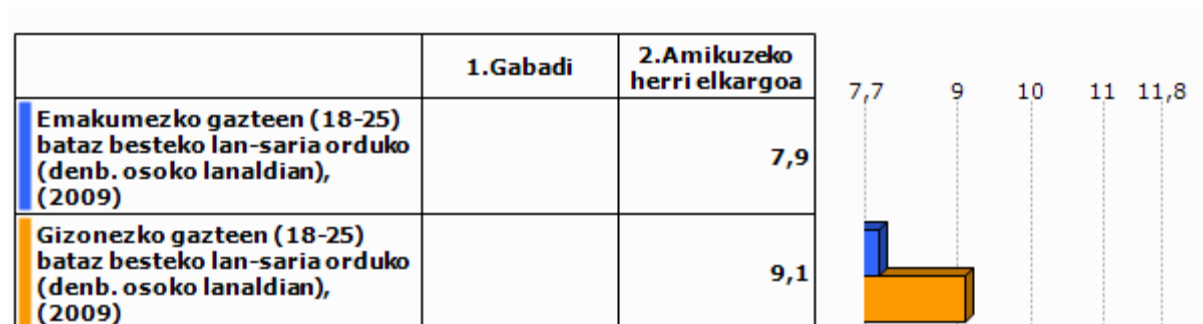 1.Gabadi
2.Amikuzeko
herri elkargoa
7,7 9 10 11 11,8
Emakumezko gazteen (18-25)
bataz besteko lan-saria orduko
(denb. osoko lanaldian),
(2009)
7,9
Gizonezko gazteen (18-25)
bataz besteko lan-saria orduko
(denb. osoko lanaldian),
(2009)
9,1